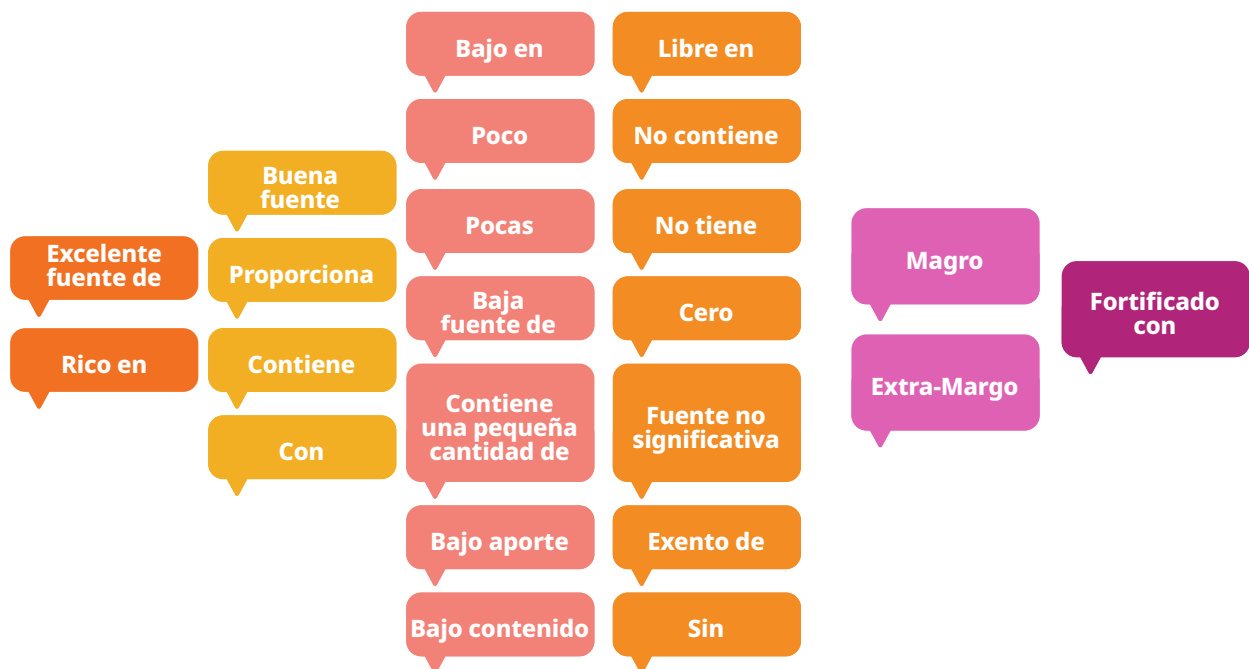 Excelente
fuente de
Rico en
Buena
fuente
Proporciona
Contiene
Con
Bajo en
Poco
Pocas
Baja
fuente de
Contiene
una pequeña
cantidad de
Bajo aporte
Bajo contenido
Libre en
No contiene
No tiene
Cero
Fuente no
significativa
Exento de
Sin
Magro
Extra-Margo
Fortificado
con